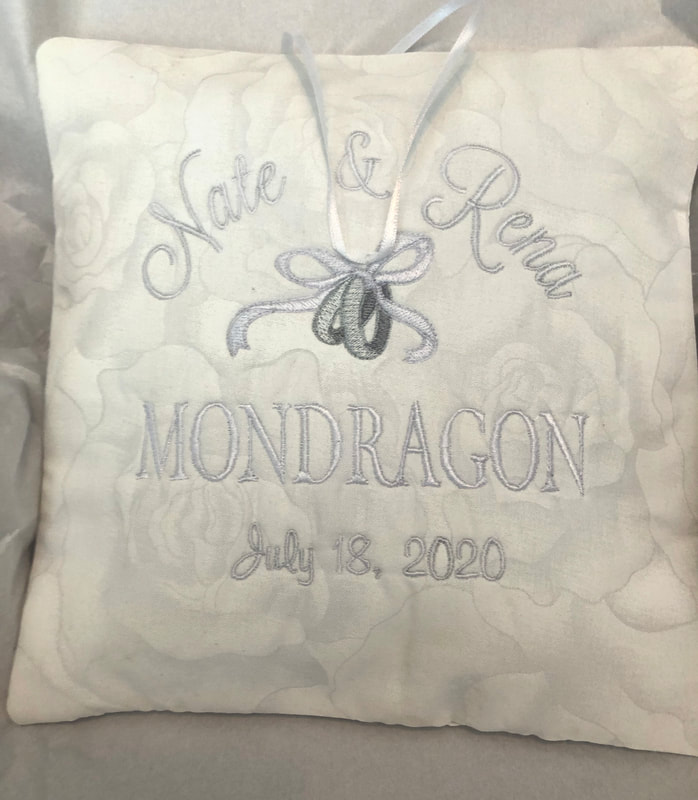 Nate & Rena
MONDRAGON
July 18, 2020